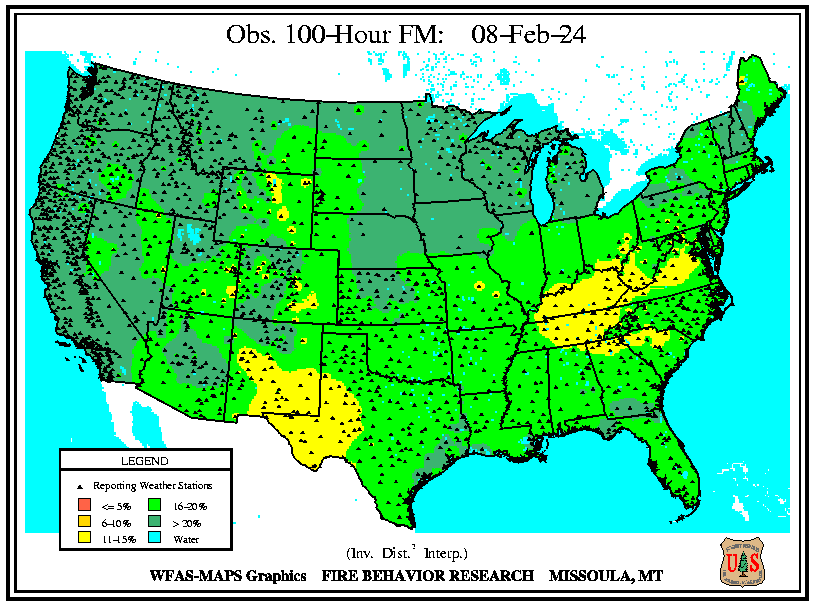 Obs. 100-Hour FM: 08-Feb-24
LEGEND
Reporting Weather Stations
<= 5% 16-20%
6-10% > 20%
11-15% Water
(Inv. Dist.² Interp.)
WFAS-MAPS Graphics FIRE BEHAVIOR RESEARCH MISSOULA, MT
U S